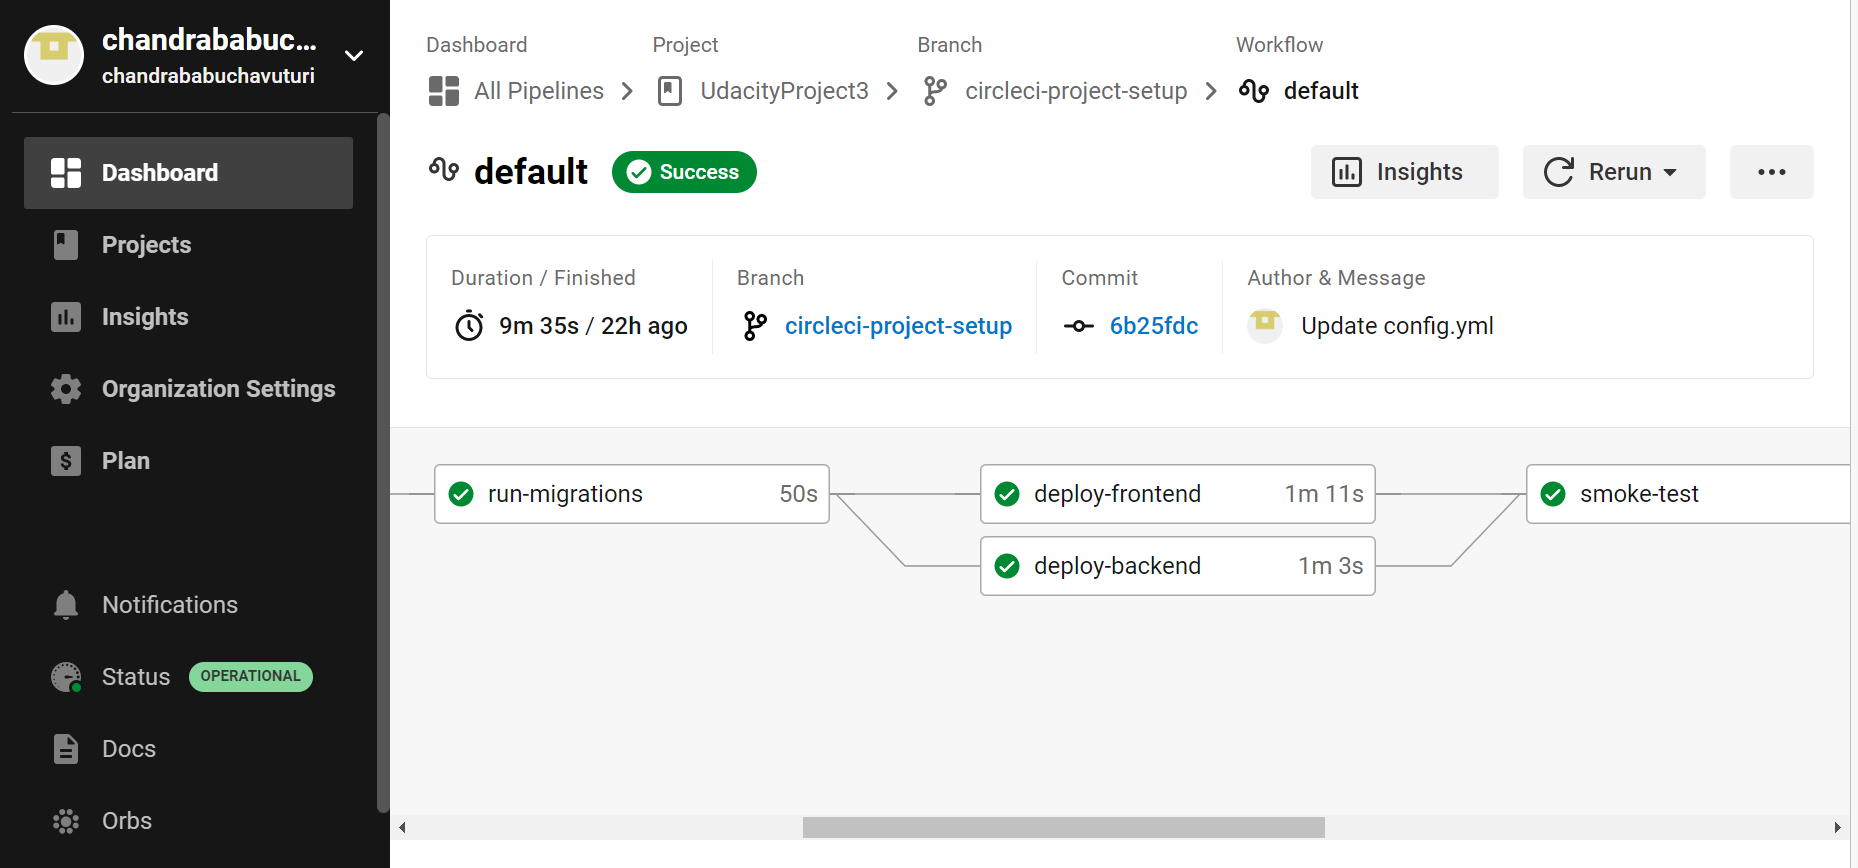 chandrababuc...
chandrababuchavuturi
Dashboard
Projects
Insights
Organization Settings
Plan
Notifications
Status OPERATIONAL
Docs
Orbs
Dashboard Project Branch Workflow
All Pipelines UdacityProject3 circleci-project-setup default
default Success Insights Rerun
Duration / Finished Branch Commit Author & Message
9m 35s / 22h ago circleci-project-setup 6b25fdc Update config.yml
run-migrations 50s deploy-frontend 1m 11s smoke-test
deploy-backend 1m 3s